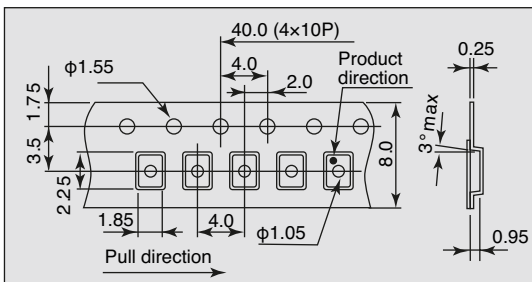 40.0 (4×10P)
4.0
2.0
φ1.55
Product
direction
0.25
1.75
3.5
2.25
8.0
3°max
1.85
4.0
φ1.05
0.95
Pull direction